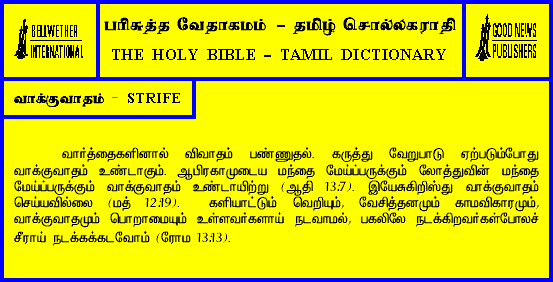 BELLWETHER
INTERNATIONAL
பரிசுத்த வேதாகமம் - தமிழ் சொல்லகராதி
THE HOLY BIBLE - TAMIL DICTIONARY
GOOD NEWS
PUBLISHERS
வாக்குவாதம் - STRIFE
வார்த்தைகளினால் விவாதம் பண்ணுதல். கருத்து வேறுபாடு ஏற்படும்போது
வாக்குவாதம் உண்டாகும். ஆபிரகாமுடைய மந்தை மேய்ப்பருக்கும் லோத்துவின் மந்தை
மேய்ப்பருக்கும் வாக்குவாதம் உண்டாயிற்று (ஆதி 13:7). இயேசுகிறிஸ்து வாக்குவாதம்
செய்யவில்லை (மத் 12:19). களியாட்டும் வெறியும், வேசித்தனமும் காமவிகாரமும்,
வாக்குவாதமும் பொறாமையும் உள்ளவர்களாய் நடவாமல், பகலிலே நடக்கிறவர்கள்போலச்
சீராய் நடக்கக்கடவோம் (ரோம 13:13).